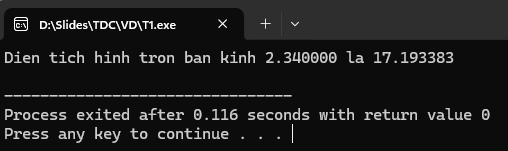 D:\Slides\TDC\VD\T1.exe
Dien tich hinh tron ban kinh 2.340000 la 17.193383
--------------------------------
Process exited after 0.116 seconds with return value 0
Press any key to continue . . .